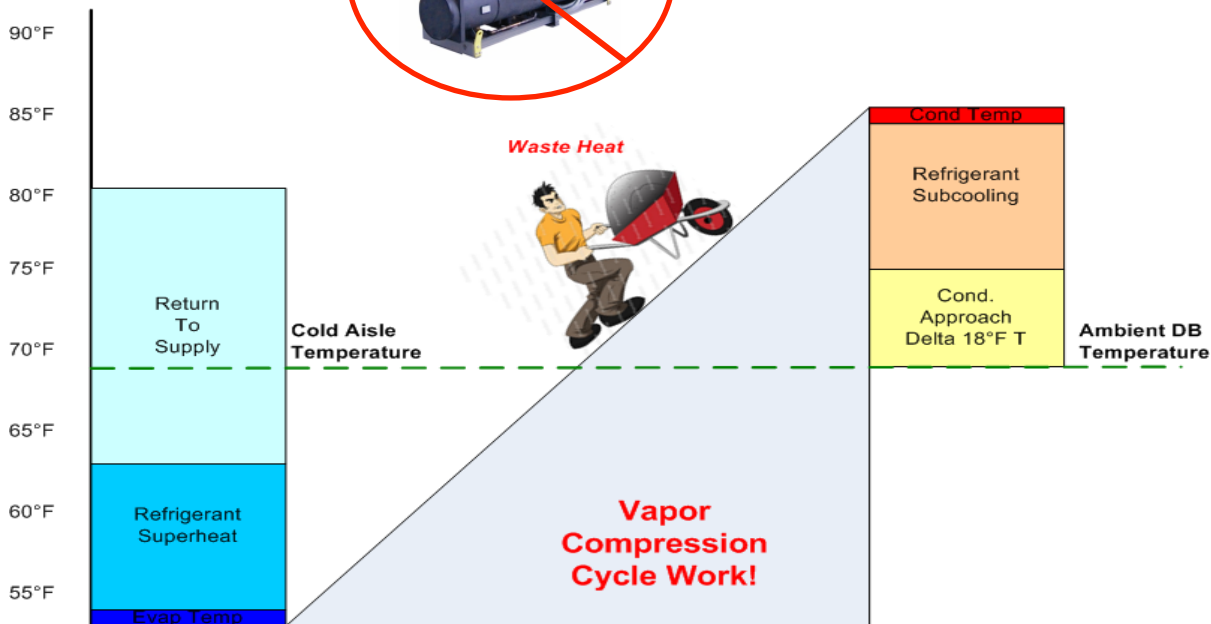 90°F
85°F
80°F
75°F
70°F
65°F
60°F
55°F
Return
To
Supply
Refrigerant
Superheat
Evap Temp
Cold Aisle
Temperature
Waste Heat
Vapor
Compression
Cycle Work!
Cond Temp
Refrigerant
Subcooling
Cond.
Approach
Delta 18°F T
Ambient DB
Temperature